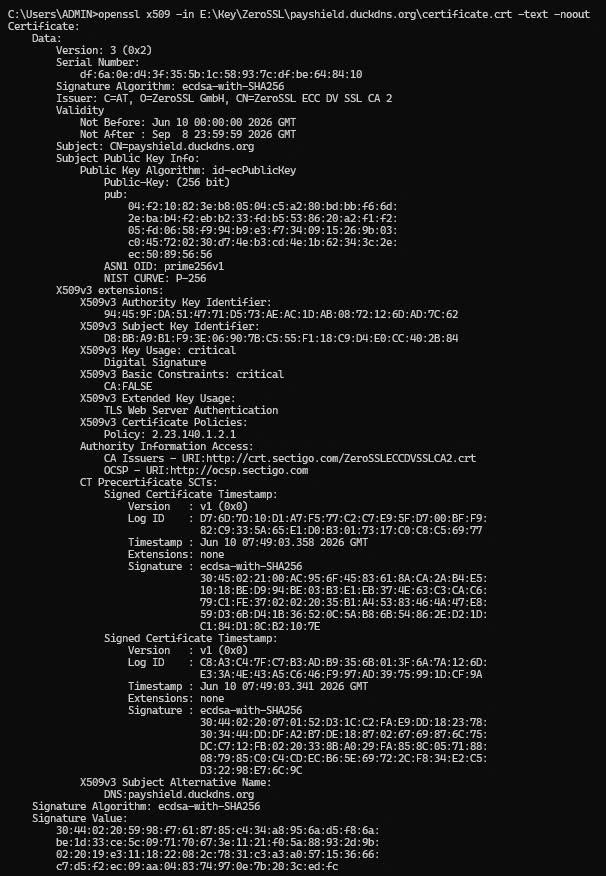 C:\Users\ADMIN>openssl x509 -in E:\Key\ZeroSSL\payshield.duckdns.org\certificate.crt -text -noout
Certificate:
    Data:
        Version: 3 (0x2)
        Serial Number:
            df:6a:0e:d4:3f:35:5b:1c:58:93:7c:df:be:64:84:10
        Signature Algorithm: ecdsa-with-SHA256
        Issuer: C=AT, O=ZeroSSL GmbH, CN=ZeroSSL ECC DV SSL CA 2
        Validity
            Not Before: Jun 10 00:00:00 2026 GMT
            Not After : Sep  8 23:59:59 2026 GMT
        Subject: CN=payshield.duckdns.org
        Subject Public Key Info:
            Public Key Algorithm: id-ecPublicKey
                Public-Key: (256 bit)
                pub:
                    04:f2:10:82:3e:b8:05:04:c5:a2:80:bd:bb:f6:6d:
                    2e:ba:b4:f2:eb:b2:33:fd:b5:53:86:20:a2:f1:f2:
                    05:fd:06:58:f9:94:b9:e3:f7:34:09:15:26:9b:03:
                    c0:45:72:02:30:d7:4e:b3:cd:4e:1b:62:34:3c:2e:
                    ec:50:89:56:56
                ASN1 OID: prime256v1
                NIST CURVE: P-256
        X509v3 extensions:
            X509v3 Authority Key Identifier:
                94:45:9F:DA:51:47:71:D5:73:AE:AC:1D:AB:08:72:12:6D:AD:7C:62
            X509v3 Subject Key Identifier:
                D8:BB:A9:B1:F9:3E:06:90:7B:C5:55:F1:18:C9:D4:E0:CC:40:2B:84
            X509v3 Key Usage: critical
                Digital Signature
            X509v3 Basic Constraints: critical
                CA:FALSE
            X509v3 Extended Key Usage:
                TLS Web Server Authentication
            X509v3 Certificate Policies:
                Policy: 2.23.140.1.2.1
            Authority Information Access:
                CA Issuers - URI:http://crt.sectigo.com/ZeroSSLECCDVSSLCA2.crt
                OCSP - URI:http://ocsp.sectigo.com
            CT Precertificate SCTs:
                Signed Certificate Timestamp:
                    Version   : v1 (0x0)
                    Log ID    : D7:6D:7D:10:D1:A7:F5:77:C2:C7:E9:5F:D7:00:BF:F9:
                                82:C9:33:5A:65:E1:D0:B3:01:73:17:C0:C8:C5:69:77
                    Timestamp : Jun 10 07:49:03.358 2026 GMT
                    Extensions: none
                    Signature : ecdsa-with-SHA256
                                30:45:02:21:00:AC:95:6F:45:83:61:8A:CA:2A:B4:E5:
                                10:18:BE:D9:94:BE:03:B3:E1:EB:37:4E:63:C3:CA:C6:
                                79:C1:FE:37:02:02:20:35:B1:A4:53:83:46:4A:47:E8:
                                59:D3:6B:D4:1B:36:52:0C:5A:B8:6B:54:86:2E:D2:1D:
                                C1:84:D1:8C:B2:10:7E
                Signed Certificate Timestamp:
                    Version   : v1 (0x0)
                    Log ID    : C8:A3:C4:7F:C7:B3:AD:B9:35:6B:01:3F:6A:7A:12:6D:
                                E3:3A:4E:43:A5:C6:46:F9:97:AD:39:75:99:1D:CF:9A
                    Timestamp : Jun 10 07:49:03.341 2026 GMT
                    Extensions: none
                    Signature : ecdsa-with-SHA256
                                30:44:02:20:07:01:52:D3:1C:C2:FA:E9:DD:18:23:78:
                                30:34:44:DD:DF:A2:B7:DE:18:87:02:67:69:87:6C:75:
                                DC:C7:12:FB:02:20:33:8B:A0:29:FA:85:8C:05:71:88:
                                08:79:85:C0:C4:CD:EC:B6:5E:69:72:2C:F8:34:E2:C5:
                                D3:22:98:E7:6C:9C
            X509v3 Subject Alternative Name:
                DNS:payshield.duckdns.org
    Signature Algorithm: ecdsa-with-SHA256
    Signature Value:
        30:44:02:20:59:98:f7:61:87:85:c4:34:a8:95:6a:d5:f8:6a:
        be:1d:33:ce:5c:09:71:70:67:3e:11:21:f0:5a:88:93:2d:9b:
        02:20:19:e3:11:18:22:08:2c:78:31:c3:a3:a0:57:15:36:66:
        c7:d5:f2:ec:09:aa:04:83:74:97:0e:7b:20:3c:ed:fc